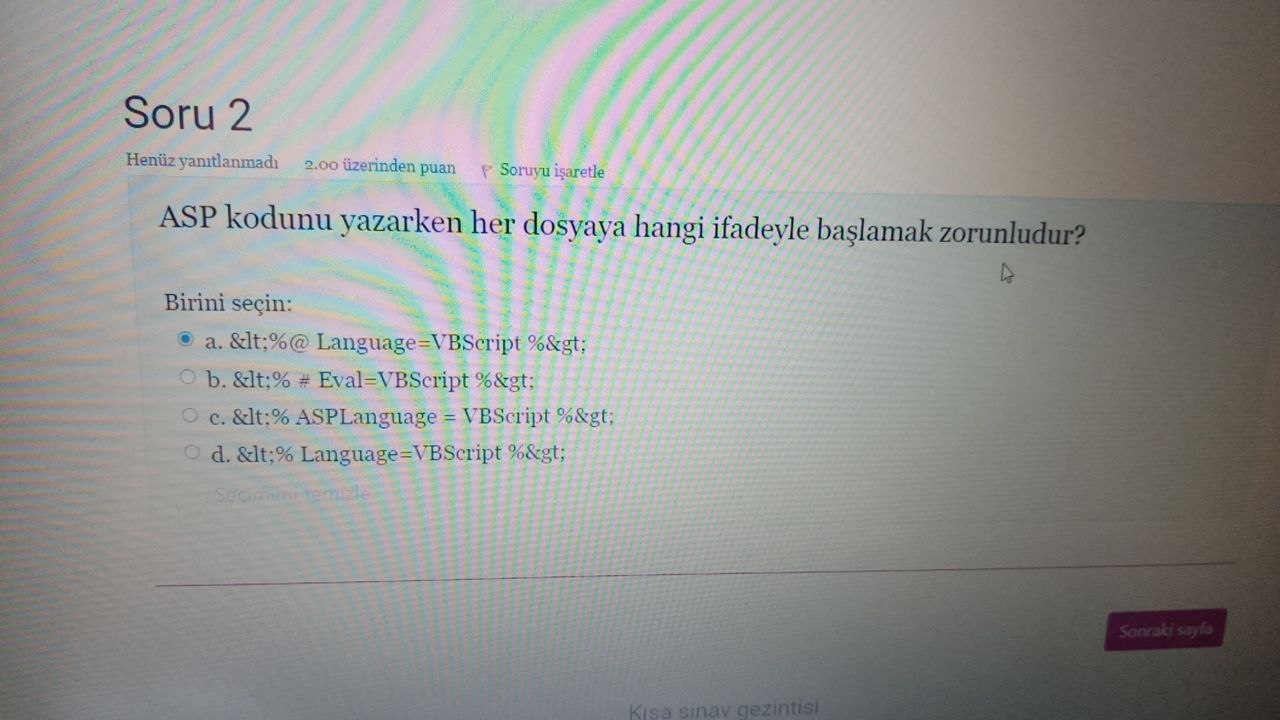 Soru 2
Henüz yanıtlanmadı 2.00 üzerinden puan Soruyu işaretle
ASP kodunu yazarken her dosyaya hangi ifadeyle başlamak zorunludur?
Birini seçin:
a. &lt;%@ Language=VBScript %&gt;
b. &lt;% # Eval=VBScript %&gt;
c. &lt;% ASPLanguage = VBScript %&gt;
d. &lt;% Language=VBScript %&gt;
Seçimimi temizle
Sonraki sayfa
Kısa sınav gezintisi